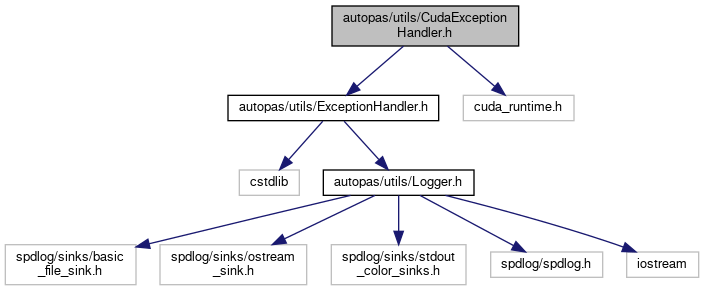 autopas/utils/CudaException
Handler.h
autopas/utils/ExceptionHandler.h
cuda_runtime.h
cstdlib
autopas/utils/Logger.h
spdlog/sinks/basic
_file_sink.h
spdlog/sinks/ostream
_sink.h
spdlog/sinks/stdout
_color_sinks.h
spdlog/spdlog.h
iostream